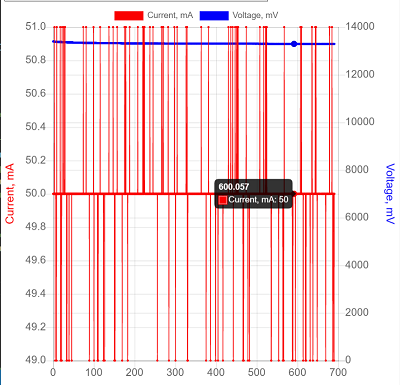 Current, mA Voltage, mV
51.0 14000
50.8 12000
50.6 10000
50.4
50.2 8000
50.0 6000
49.8
49.6 4000
49.4 2000
49.2
49.0 0
Current, mA
Voltage, mV
600.057
Current, mA: 50
0 100 200 300 400 500 600 700